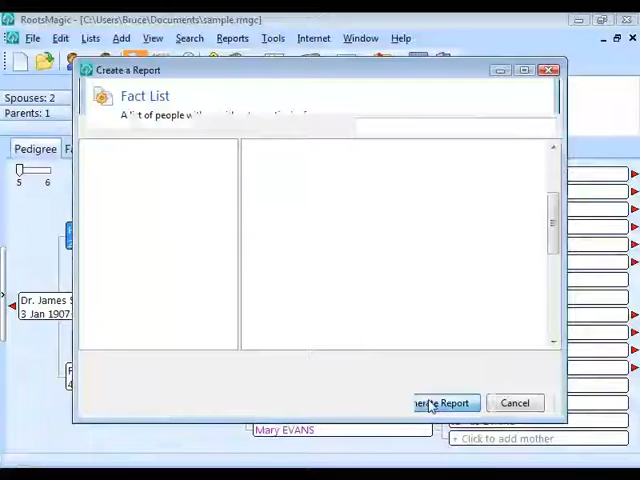 RootsMagic - [C:\Users\Bruce\Documents\sample.rmgc]
File Edit Lists Add View Search Reports Tools Internet Window Help
Create a Report
Spouses: 2
Parents: 1
Fact List
A list of people with
Pedigree
5 6
Dr. James
3 Jan 1907
Report
Cancel
Mary EVANS
+ Click to add mother